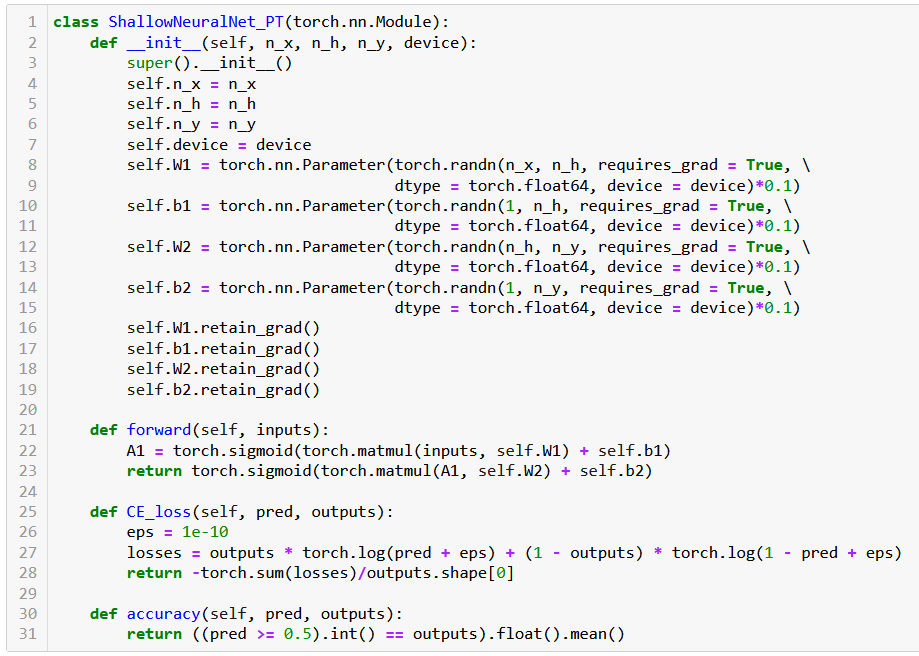 1 class ShallowNeuralNet_PT(torch.nn.Module):
2     def __init__(self, n_x, n_h, n_y, device):
3         super().__init__()
4         self.n_x = n_x
5         self.n_h = n_h
6         self.n_y = n_y
7         self.device = device
8         self.W1 = torch.nn.Parameter(torch.randn(n_x, n_h, requires_grad = True, \
9                                      dtype = torch.float64, device = device)*0.1)
10         self.b1 = torch.nn.Parameter(torch.randn(1, n_h, requires_grad = True, \
11                                      dtype = torch.float64, device = device)*0.1)
12         self.W2 = torch.nn.Parameter(torch.randn(n_h, n_y, requires_grad = True, \
13                                      dtype = torch.float64, device = device)*0.1)
14         self.b2 = torch.nn.Parameter(torch.randn(1, n_y, requires_grad = True, \
15                                      dtype = torch.float64, device = device)*0.1)
16         self.W1.retain_grad()
17         self.b1.retain_grad()
18         self.W2.retain_grad()
19         self.b2.retain_grad()
20
21     def forward(self, inputs):
22         A1 = torch.sigmoid(torch.matmul(inputs, self.W1) + self.b1)
23         return torch.sigmoid(torch.matmul(A1, self.W2) + self.b2)
24
25     def CE_loss(self, pred, outputs):
26         eps = 1e-10
27         losses = outputs * torch.log(pred + eps) + (1 - outputs) * torch.log(1 - pred + eps)
28         return -torch.sum(losses)/outputs.shape[0]
29
30     def accuracy(self, pred, outputs):
31         return ((pred >= 0.5).int() == outputs).float().mean()